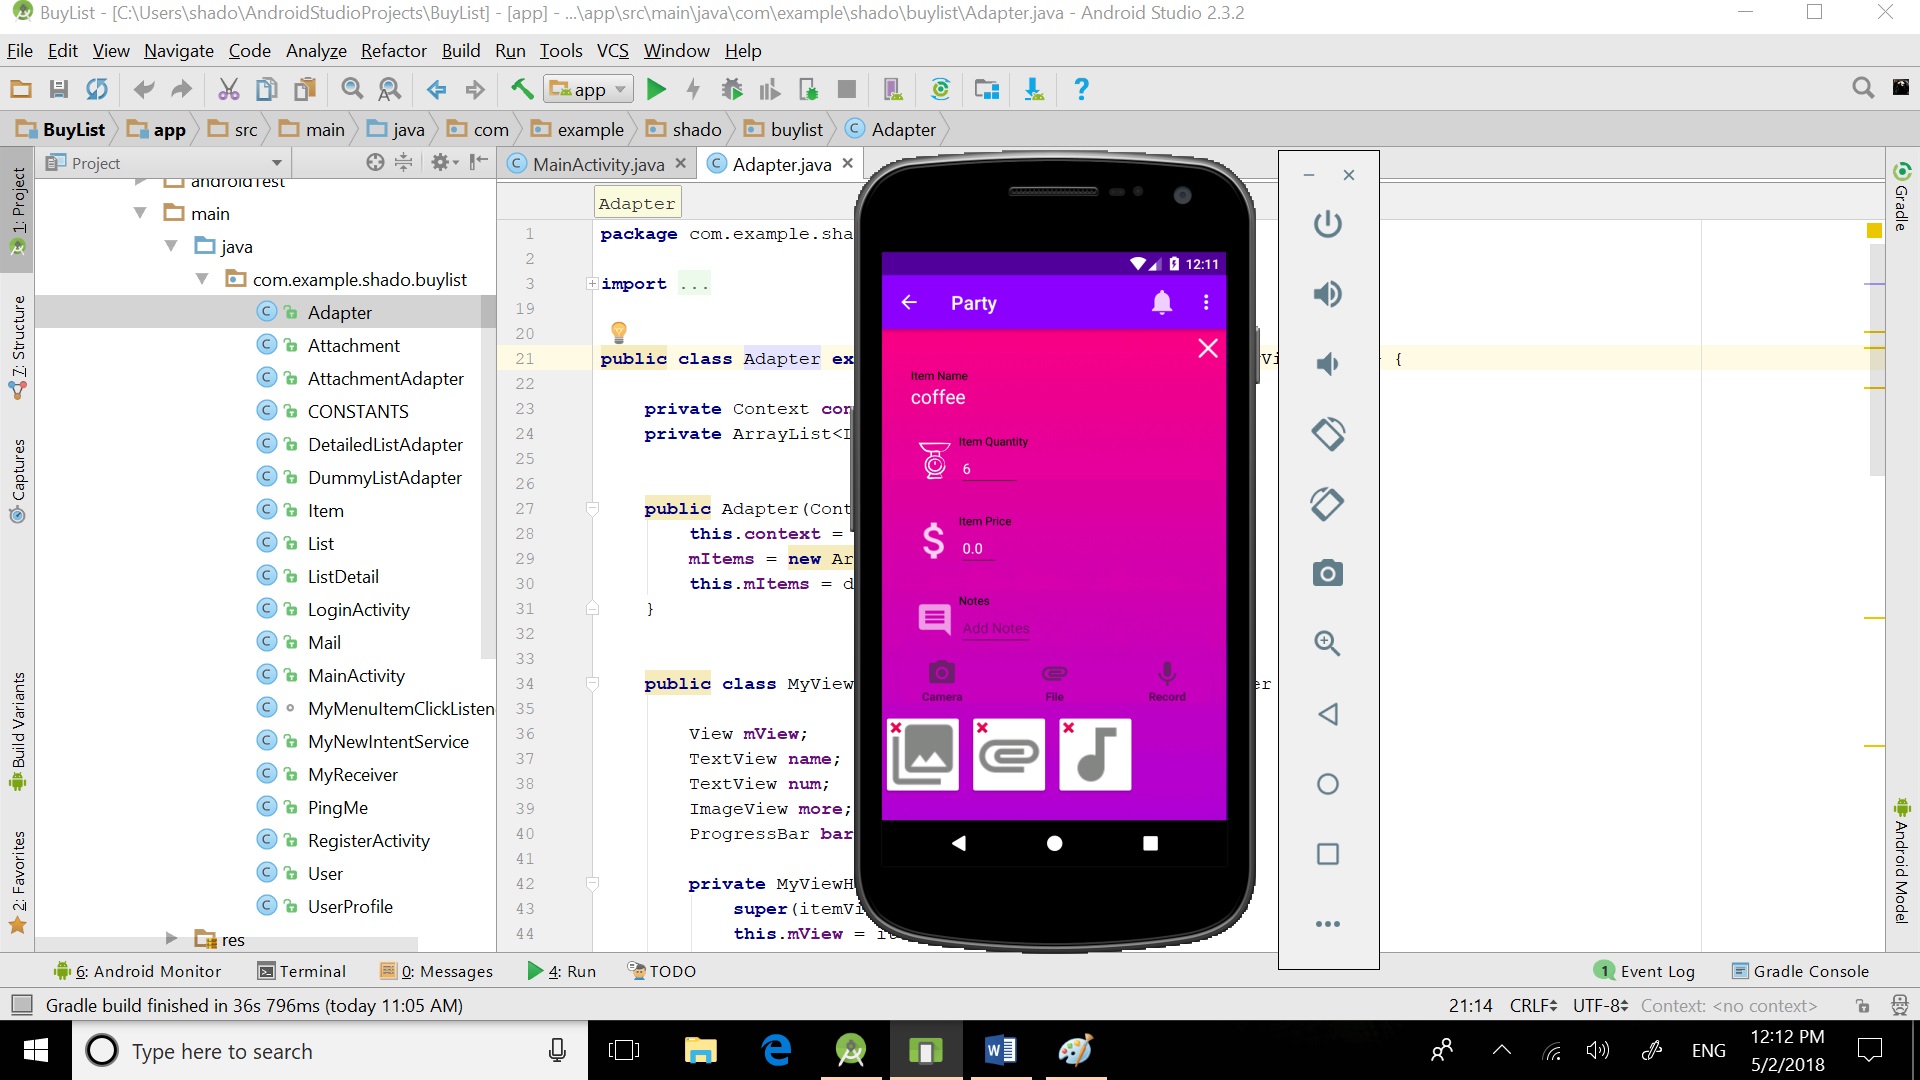 BuyList - [C:\Users\shado\AndroidStudioProjects\BuyList] - [app] - ...\app\src\main\java\com\example\shado\buylist\Adapter.java - Android Studio 2.3.2
File Edit View Navigate Code Analyze Refactor Build Run Tools VCS Window Help
app
BuyList app src main java com example shado buylist Adapter
Project
MainActivity.java
Adapter.java
1: Project
7: Structure
Captures
Build Variants
2: Favorites
androidTest
main
java
com.example.shado.buylist
Adapter
Attachment
AttachmentAdapter
CONSTANTS
DetailedListAdapter
DummyListAdapter
Item
List
ListDetail
LoginActivity
Mail
MainActivity
MyMenuItemClickListen
MyNewIntentService
MyReceiver
PingMe
RegisterActivity
User
UserProfile
res
Adapter
1 package com.example.sha
2
3 import ...
19
20
21 public class Adapter ex {
22
23 private Context con
24 private ArrayList<I
25
26
27 public Adapter(Cont
28 this.context =
29 mItems = new Ar
30 this.mItems = d
31 }
32
33
34 public class MyView er
35
36 View mView;
37 TextView name;
38 TextView num;
39 ImageView more;
40 ProgressBar bar
41
42 private MyViewH
43 super(itemVi
44 this.mView =
12:11
Party
Item Name
coffee
Item Quantity
6
Item Price
0.0
Notes
Add Notes
Camera File Record
Gradle
Android Model
6: Android Monitor Terminal 0: Messages 4: Run TODO
1 Event Log Gradle Console
Gradle build finished in 36s 796ms (today 11:05 AM)
21:14 CRLF UTF-8 Context: <no context>
Type here to search
ENG
12:12 PM
5/2/2018